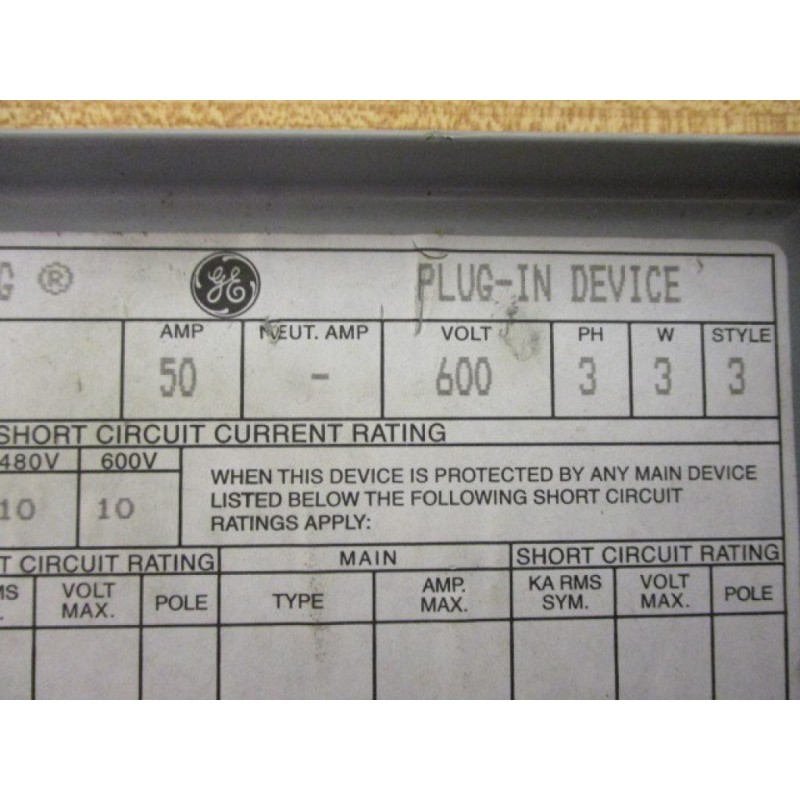 G ® GE PLUG-IN DEVICE
AMP NEUT. AMP VOLT PH W STYLE
50 - 600 3 3 3
SHORT CIRCUIT CURRENT RATING
480V 600V
10 10
WHEN THIS DEVICE IS PROTECTED BY ANY MAIN DEVICE
LISTED BELOW THE FOLLOWING SHORT CIRCUIT
RATINGS APPLY:
T CIRCUIT RATING MAIN SHORT CIRCUIT RATING
MS VOLT MAX. POLE TYPE AMP. MAX. KA RMS SYM. VOLT MAX. POLE